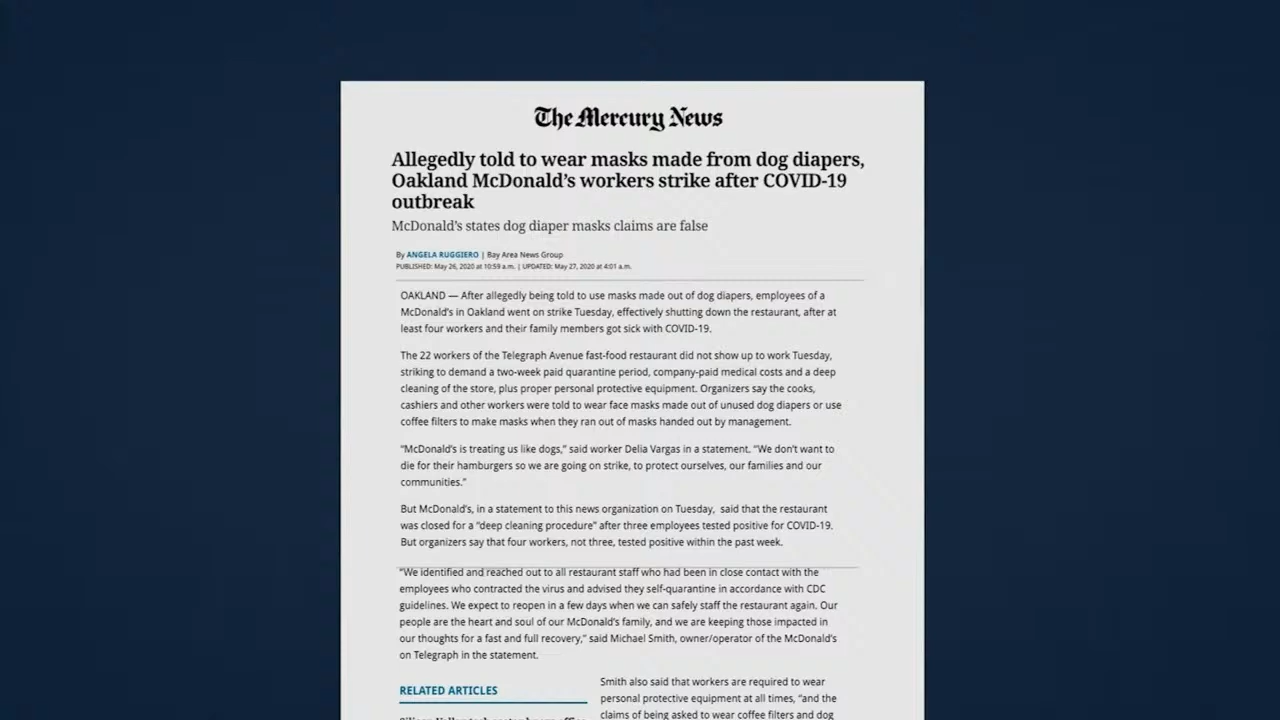 The Mercury News
Allegedly told to wear masks made from dog diapers,
Oakland McDonald's workers strike after COVID-19
outbreak
McDonald's states dog diaper masks claims are false
By ANGELA RUGGIERO | Bay Area News Group
PUBLISHED: May 26, 2020 at 10:59 a.m. | UPDATED: May 27, 2020 at 4:01 a.m.
OAKLAND — After allegedly being told to use masks made out of dog diapers, employees of a
McDonald's in Oakland went on strike Tuesday, effectively shutting down the restaurant, after at
least four workers and their family members got sick with COVID-19.
The 22 workers of the Telegraph Avenue fast-food restaurant did not show up to work Tuesday,
striking to demand a two-week paid quarantine period, company-paid medical costs and a deep
cleaning of the store, plus proper personal protective equipment. Organizers say the cooks,
cashiers and other workers were told to wear face masks made out of unused dog diapers or use
coffee filters to make masks when they ran out of masks handed out by management.
"McDonald's is treating us like dogs," said worker Delia Vargas in a statement. "We don't want to
die for their hamburgers so we are going on strike, to protect ourselves, our families and our
communities."
But McDonald's, in a statement to this news organization on Tuesday, said that the restaurant
was closed for a "deep cleaning procedure" after three employees tested positive for COVID-19.
But organizers say that four workers, not three, tested positive within the past week.
"We identified and reached out to all restaurant staff who had been in close contact with the
employees who contracted the virus and advised they self-quarantine in accordance with CDC
guidelines. We expect to reopen in a few days when we can safely staff the restaurant again. Our
people are the heart and soul of our McDonald's family, and we are keeping those impacted in
our thoughts for a fast and full recovery," said Michael Smith, owner/operator of the McDonald's
on Telegraph in the statement.
RELATED ARTICLES
Smith also said that workers are required to wear
personal protective equipment at all times, "and the
claims of being asked to wear coffee filters and dog